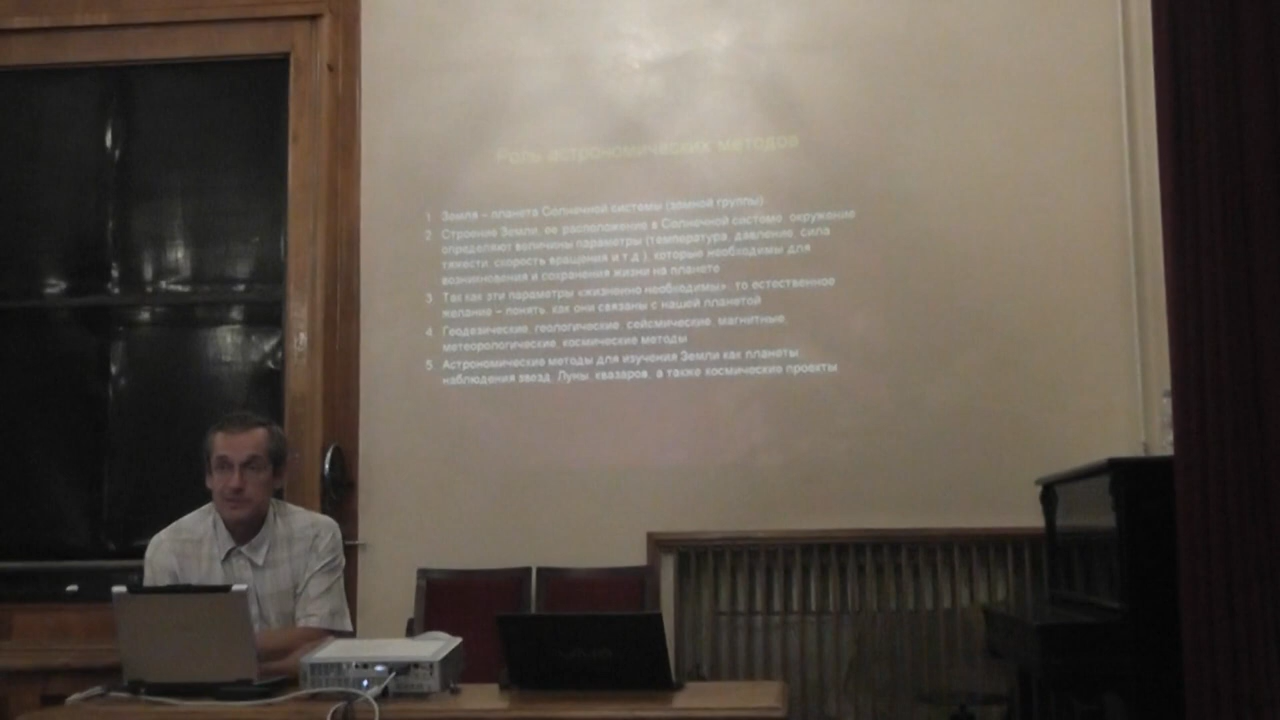 Роль астрономических методов
1. Земля – планета Солнечной системы (земной группы)
2. Строение Земли, ее расположение в Солнечной системе, окружение
определяют величины параметры (температура, давление, сила
тяжести, скорость вращения и т.д.), которые необходимы для
возникновения и сохранения жизни на планете
3. Так как эти параметры «жизненно необходимы», то естественное
желание – понять, как они связаны с нашей планетой
4. Геодезические, геологические, сейсмические, магнитные,
метеорологические, космические методы
5. Астрономические методы для изучения Земли как планеты:
наблюдения звезд, Луны, квазаров, а также космические проекты